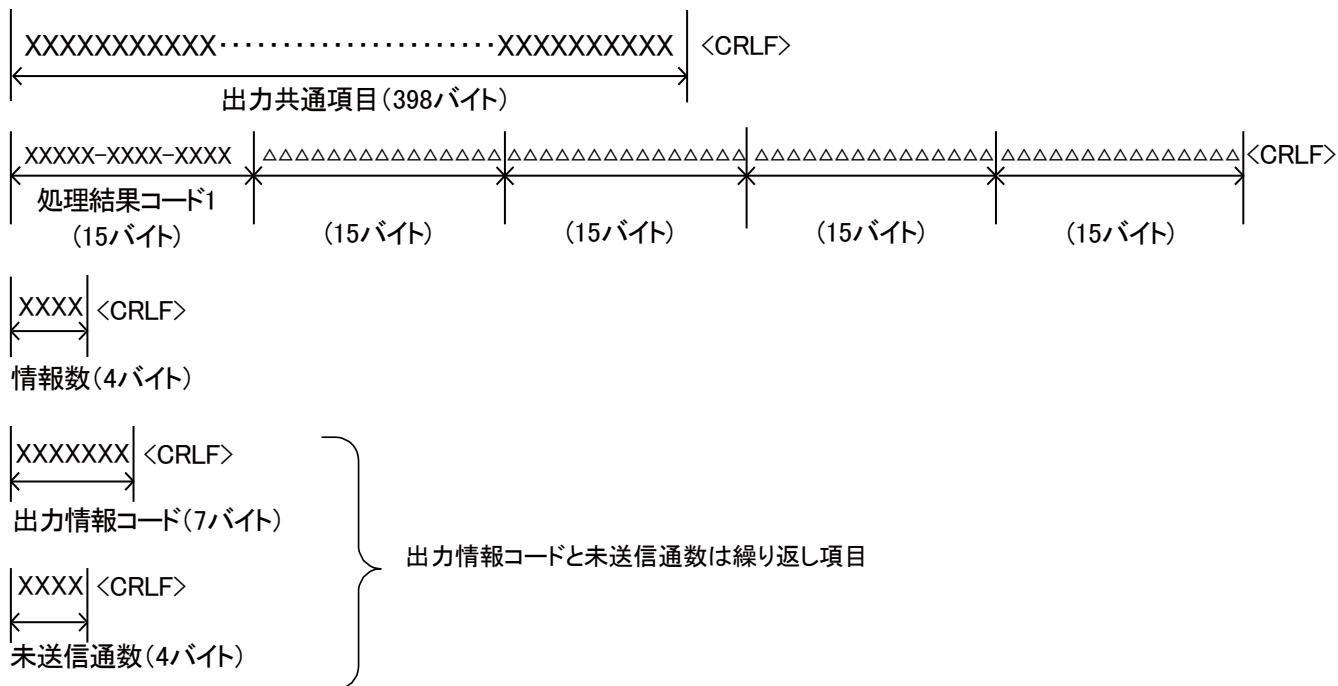 XXXXXXXXXXX・・・・・・・・・・・・・・・・・・・・・・XXXXXXXXXX <CRLF>
出力共通項目(398バイト)
XXXXX-XXXX-XXXX △△△△△△△△△△△△△△△ △△△△△△△△△△△△△△△ △△△△△△△△△△△△△△△ △△△△△△△△△△△△△△△ <CRLF>
処理結果コード1
(15バイト) (15バイト) (15バイト) (15バイト) (15バイト)
XXXX <CRLF>
情報数(4バイト)
XXXXXXX <CRLF>
出力情報コード(7バイト)
出力情報コードと未送信通数は繰り返し項目
XXXX <CRLF>
未送信通数(4バイト)